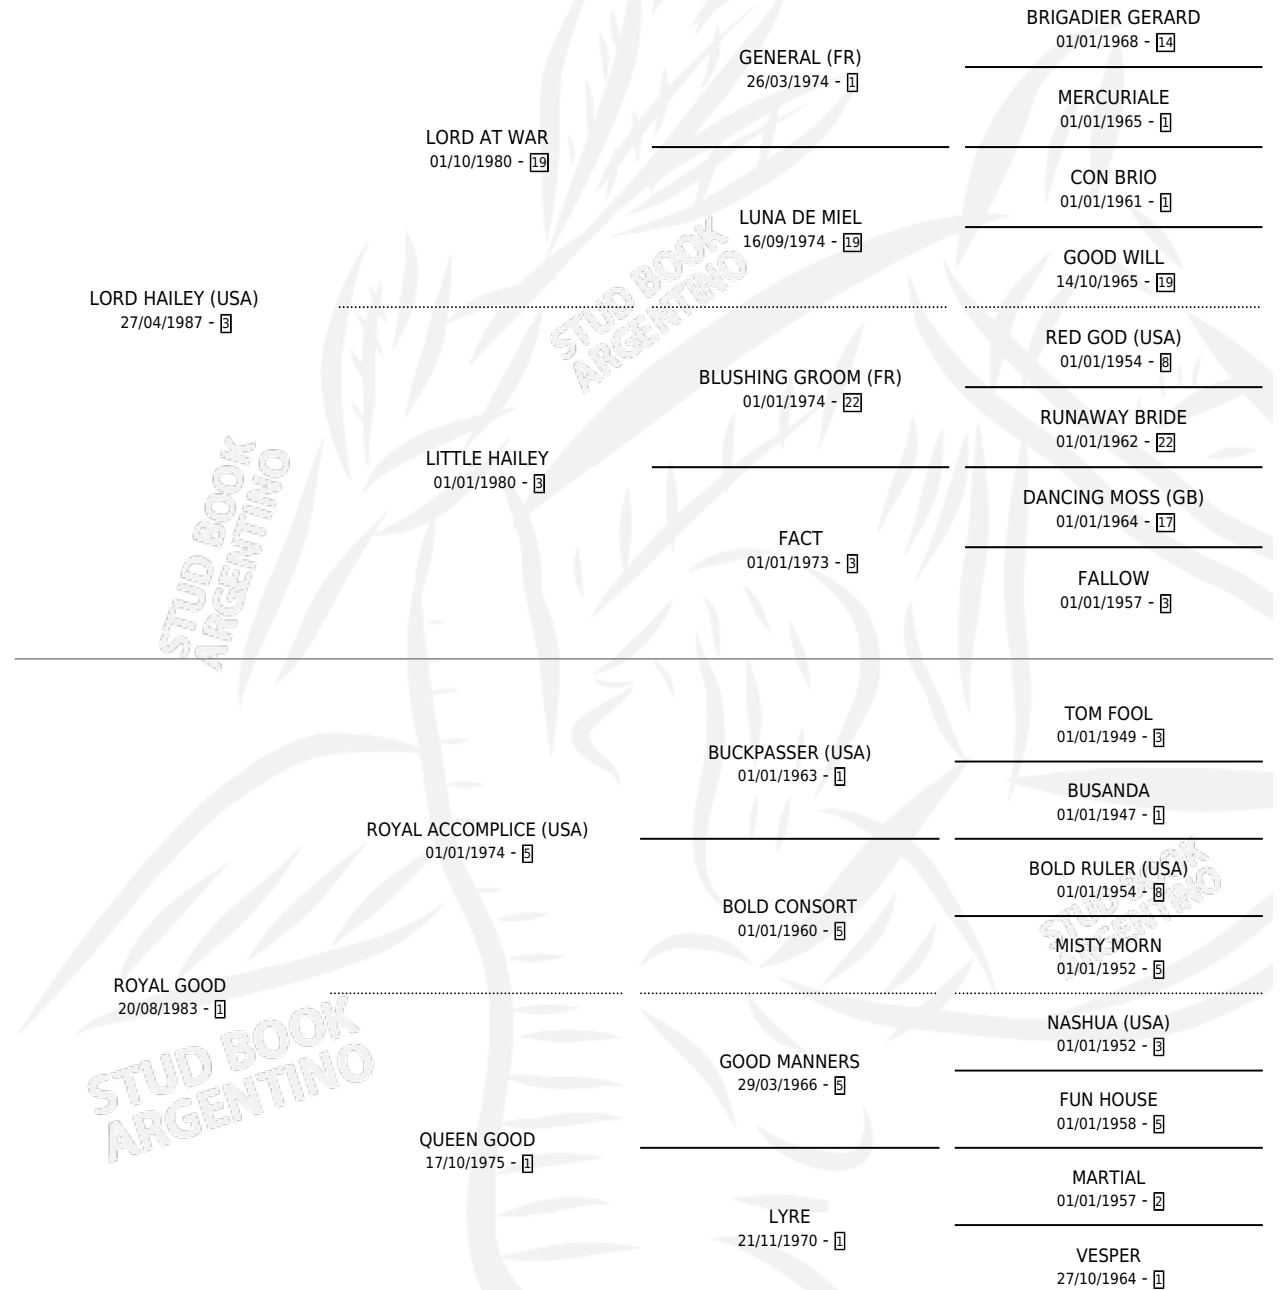 BRIGADIER GERARD
01/01/1968 - 14
GENERAL (FR)
26/03/1974 - 1
MERCURIALE
01/01/1965 - 1
LORD AT WAR
01/10/1980 - 19
CON BRIO
01/01/1961 - 1
LUNA DE MIEL
16/09/1974 - 19
GOOD WILL
14/10/1965 - 19
LORD HAILEY (USA)
27/04/1987 - 3
RED GOD (USA)
01/01/1954 - 8
BLUSHING GROOM (FR)
01/01/1974 - 22
RUNAWAY BRIDE
01/01/1962 - 22
LITTLE HAILEY
01/01/1980 - 3
DANCING MOSS (GB)
01/01/1964 - 17
FACT
01/01/1973 - 3
FALLOW
01/01/1957 - 3
TOM FOOL
01/01/1949 - 3
BUCKPASSER (USA)
01/01/1963 - 1
BUSANDA
01/01/1947 - 1
ROYAL ACCOMPLICE (USA)
01/01/1974 - 5
BOLD RULER (USA)
01/01/1954 - 8
BOLD CONSORT
01/01/1960 - 5
MISTY MORN
01/01/1952 - 5
ROYAL GOOD
20/08/1983 - 1
NASHUA (USA)
01/01/1952 - 3
GOOD MANNERS
29/03/1966 - 5
FUN HOUSE
01/01/1958 - 5
QUEEN GOOD
17/10/1975 - 1
MARTIAL
01/01/1957 - 2
LYRE
21/11/1970 - 1
VESPER
27/10/1964 - 1
STUD BOOK
ARGENTINO
STUD BOOK
ARGENTINO
STUD BOOK
ARGENTINO
STUD BOOK
ARGENTINO